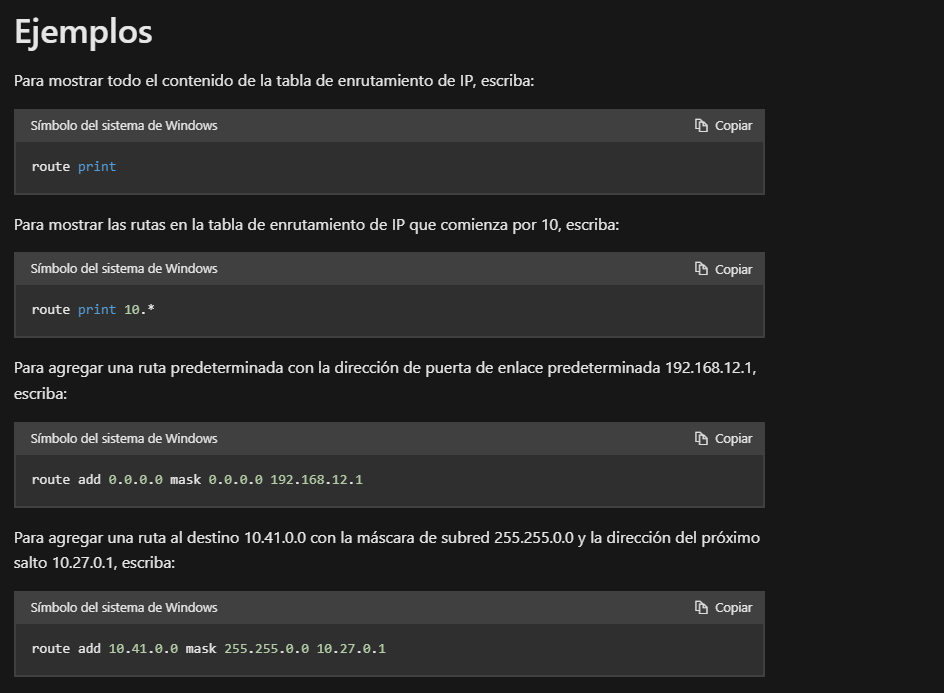 Ejemplos
Para mostrar todo el contenido de la tabla de enrutamiento de IP, escriba:
Símbolo del sistema de Windows
Copiar
route print
Para mostrar las rutas en la tabla de enrutamiento de IP que comienza por 10, escriba:
Símbolo del sistema de Windows
Copiar
route print 10.*
Para agregar una ruta predeterminada con la dirección de puerta de enlace predeterminada 192.168.12.1,
escriba:
Símbolo del sistema de Windows
Copiar
route add 0.0.0.0 mask 0.0.0.0 192.168.12.1
Para agregar una ruta al destino 10.41.0.0 con la máscara de subred 255.255.0.0 y la dirección del próximo
salto 10.27.0.1, escriba:
Símbolo del sistema de Windows
Copiar
route add 10.41.0.0 mask 255.255.0.0 10.27.0.1